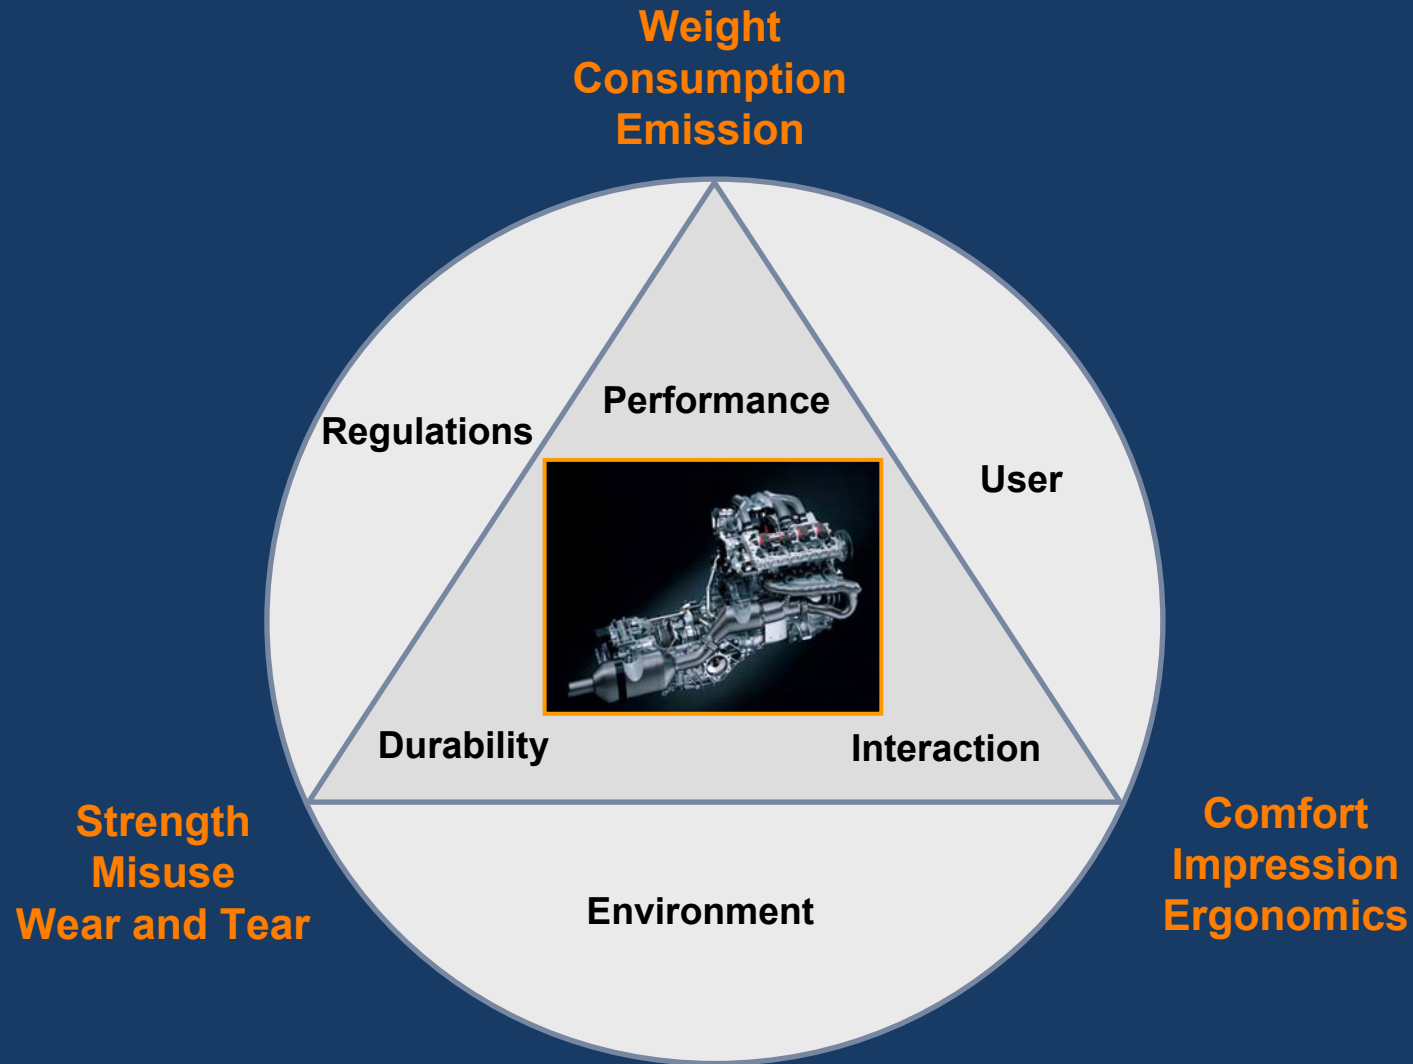 Weight
Consumption
Emission
Performance
Regulations
User
Durability
Interaction
Strength
Misuse
Wear and Tear
Comfort
Impression
Ergonomics
Environment